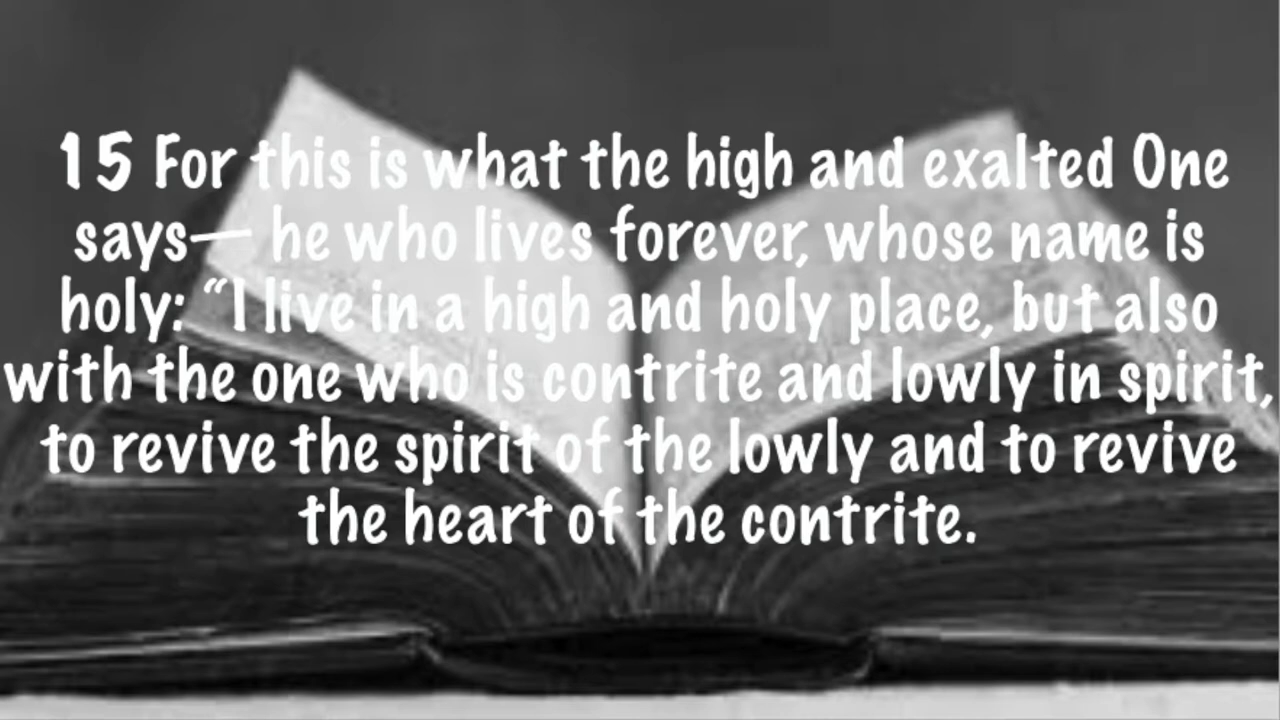 15 For this is what the high and exalted One
says— he who lives forever, whose name is
holy: “I live in a high and holy place, but also
with the one who is contrite and lowly in spirit,
to revive the spirit of the lowly and to revive
the heart of the contrite.